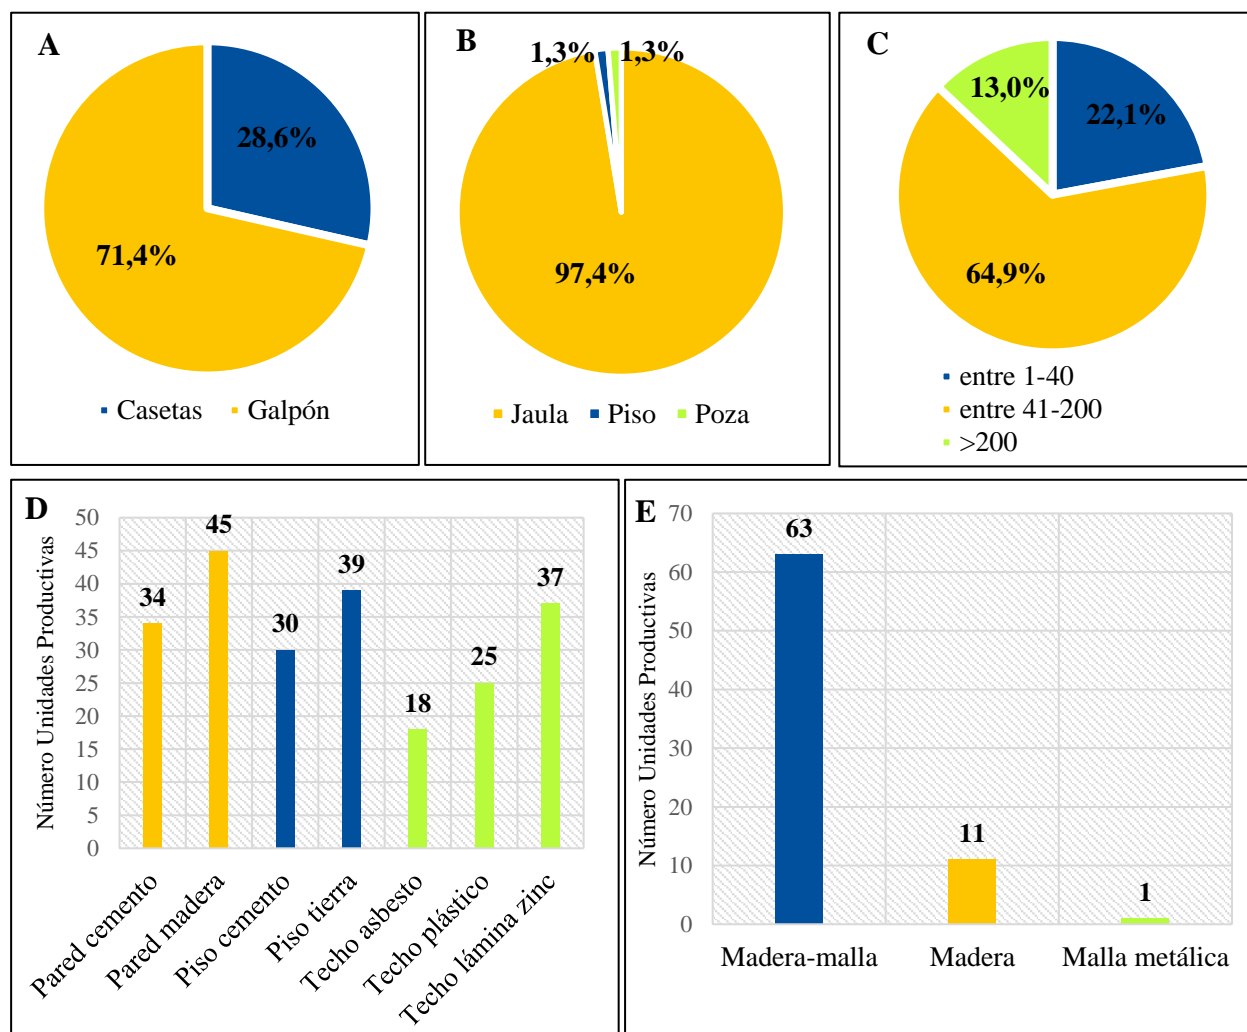 A
28,6%
71,4%
Casetas Galpón
B
1,3% 1,3%
97,4%
Jaula Piso Poza
C
13,0% 22,1%
64,9%
entre 1-40
entre 41-200
>200
D
Número Unidades Productivas
50
45
40
35
30
25
20
15
10
5
0
34
45
30
39
18
25
37
Pared cemento
Pared madera
Piso cemento
Piso tierra
Techo asbesto
Techo plástico
Techo lámina zinc
E
Número Unidades Productivas
70
60
50
40
30
20
10
0
63
11
1
Madera-malla Madera Malla metálica